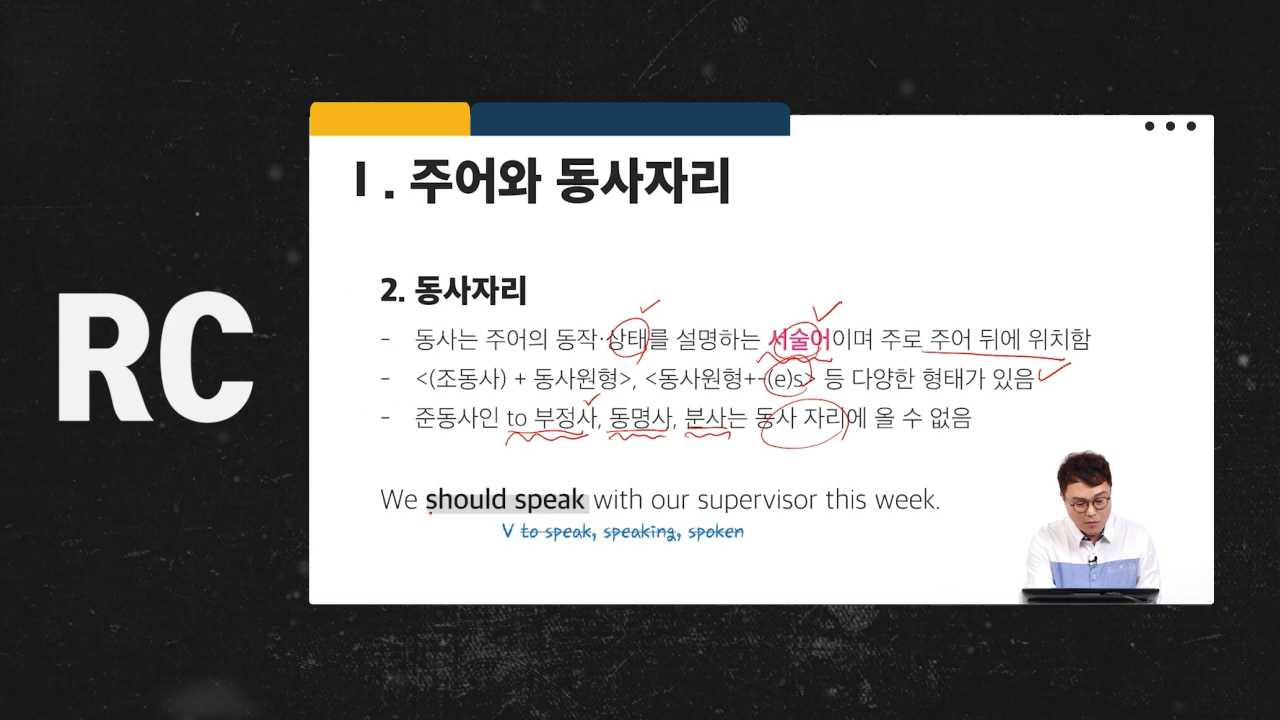 RC
Ⅰ. 주어와 동사자리
2. 동사자리
- 동사는 주어의 동작·상태를 설명하는 서술어이며 주로 주어 뒤에 위치함
- <(조동사) + 동사원형>, <동사원형+-(e)s> 등 다양한 형태가 있음
- 준동사인 to 부정사, 동명사, 분사는 동사 자리에 올 수 없음
We should speak with our supervisor this week.
V to speak, speaking, spoken